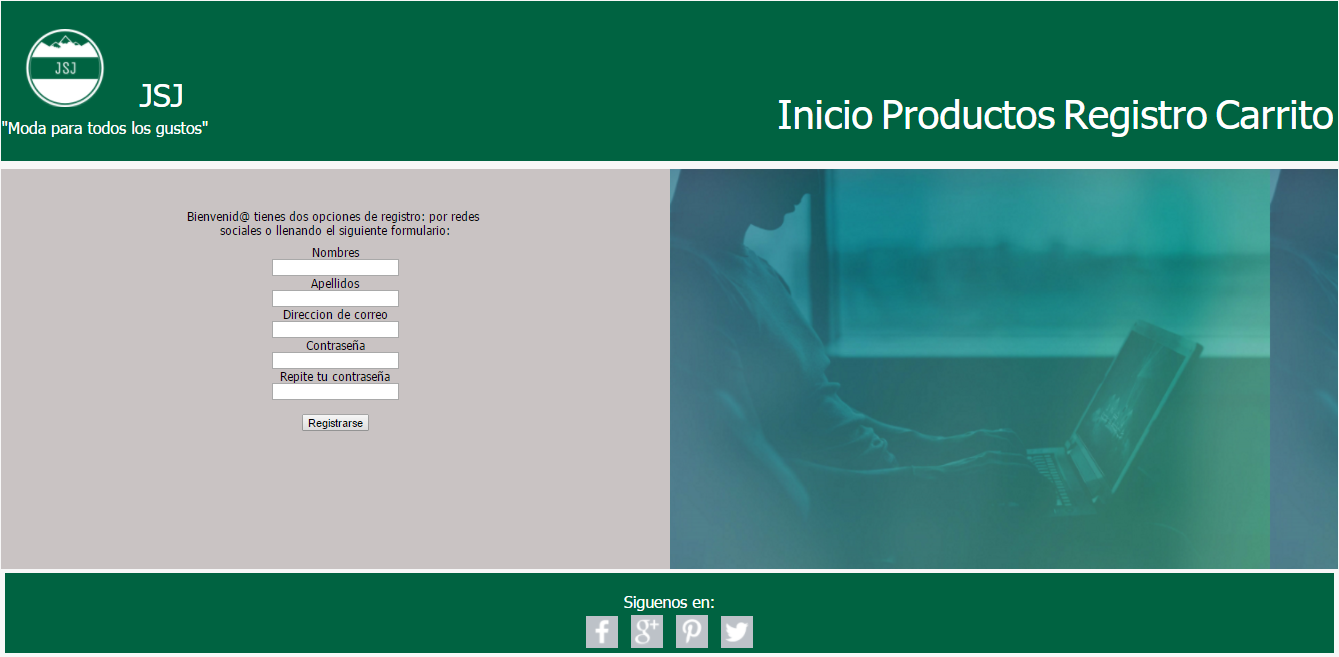 JSJ
JSJ
"Moda para todos los gustos"
Inicio Productos Registro Carrito
Bienvenid@ tienes dos opciones de registro: por redes
sociales o llenando el siguiente formulario:
Nombres
Apellidos
Direccion de correo
Contraseña
Repite tu contraseña
Registrarse
Siguenos en:
f g+ P